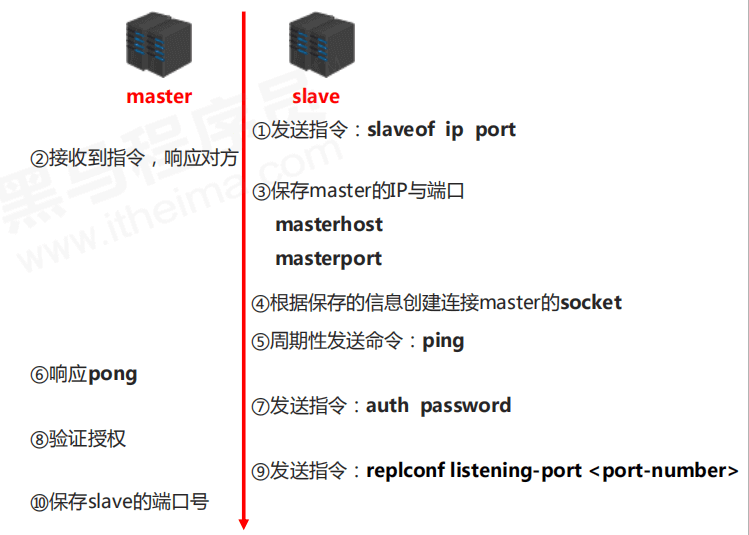 master
slave
①发送指令：slaveof ip port
②接收到指令，响应对方
③保存master的IP与端口
masterhost
masterport
④根据保存的信息创建连接master的socket
⑤周期性发送命令：ping
⑥响应pong
⑦发送指令：auth password
⑧验证授权
⑨发送指令：replconf listening-port <port-number>
⑩保存slave的端口号
黑马程序员
www.itheima.com